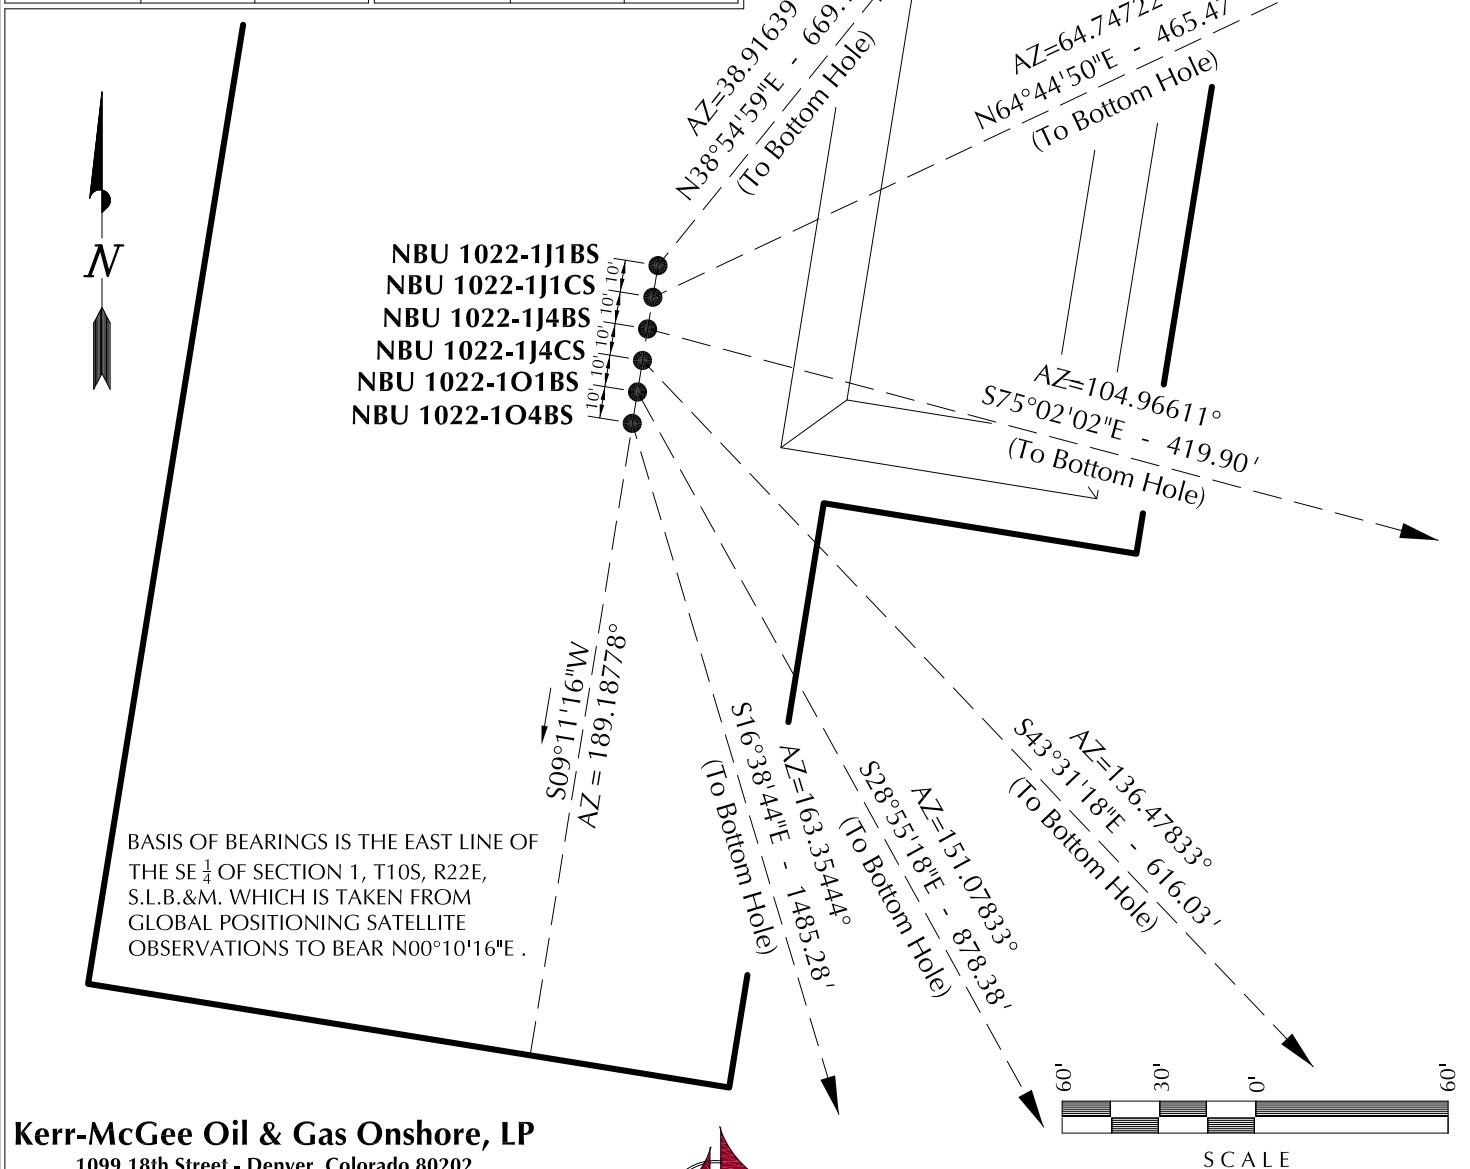 AZ=38.91639
N38°54'59"E - 669.
(To Bottom Hole)
AZ=64.74722
N64°44'50"E - 465.47
(To Bottom Hole)
N
NBU 1022-1J1BS
NBU 1022-1J1CS
NBU 1022-1J4BS
NBU 1022-1J4CS
NBU 1022-1O1BS
NBU 1022-1O4BS
10'
10'
10'
10'
10'
AZ=104.96611°
S75°02'02"E - 419.90'
(To Bottom Hole)
S09°11'16"W
AZ = 189.18778°
AZ=163.35444°
S16°38'44"E - 1485.28'
(To Bottom Hole)
AZ=151.07833°
S28°55'18"E - 878.38'
(To Bottom Hole)
AZ=136.47833°
S43°31'18"E - 616.03'
(To Bottom Hole)
BASIS OF BEARINGS IS THE EAST LINE OF
THE SE 1/4 OF SECTION 1, T10S, R22E,
S.L.B.&M. WHICH IS TAKEN FROM
GLOBAL POSITIONING SATELLITE
OBSERVATIONS TO BEAR N00°10'16"E .
60' 30' 0' 60'
SCALE
Kerr-McGee Oil & Gas Onshore, LP
1099 18th Street - Denver, Colorado 80202